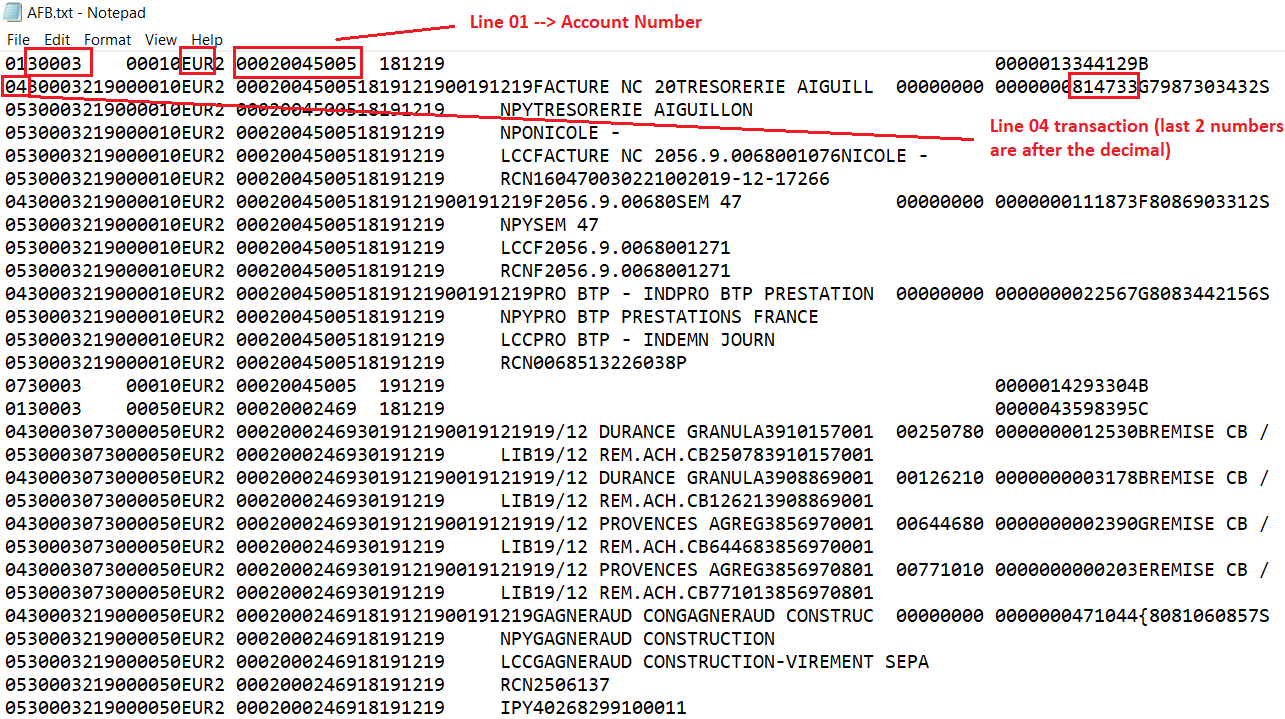 AFB.txt - Notepad
Line 01 --> Account Number
File Edit Format View Help
0130003    00010EUR2 00020045005  181219                                                  0000013344129B
0430003219000010EUR2 000200450051819121900191219FACTURE NC 20TRESORERIE AIGUILL  00000000 0000000814733G7987303432S
0530003219000010EUR2 0002004500518191219     NPYTRESORERIE AIGUILLON
Line 04 transaction (last 2 numbers
are after the decimal)
0530003219000010EUR2 0002004500518191219     NPONICOLE -
0530003219000010EUR2 0002004500518191219     LCCFACTURE NC 2056.9.0068001076NICOLE -
0530003219000010EUR2 0002004500518191219     RCN160470030221002019-12-17266
0430003219000010EUR2 000200450051819121900191219F2056.9.00680SEM 47              00000000 0000000111873F8086903312S
0530003219000010EUR2 0002004500518191219     NPYSEM 47
0530003219000010EUR2 0002004500518191219     LCCF2056.9.0068001271
0530003219000010EUR2 0002004500518191219     RCNF2056.9.0068001271
0430003219000010EUR2 000200450051819121900191219PRO BTP - INDPRO BTP PRESTATION  00000000 0000000022567G8083442156S
0530003219000010EUR2 0002004500518191219     NPYPRO BTP PRESTATIONS FRANCE
0530003219000010EUR2 0002004500518191219     LCCPRO BTP - INDEMN JOURN
0530003219000010EUR2 0002004500518191219     RCN0068513226038P
0730003    00010EUR2 00020045005  191219                                                  0000014293304B
0130003    00050EUR2 00020002469  181219                                                  0000043598395C
0430003073000050EUR2 0002000246930191219001912191​9/12 DURANCE GRANULA3910157001  00250780 0000000012530BREMISE CB /
0530003073000050EUR2 0002000246930191219     LIB19/12 REM.ACH.CB250783910157001
0430003073000050EUR2 00020002469301912190019121919/12 DURANCE GRANULA3908869001  00126210 0000000003178BREMISE CB /
0530003073000050EUR2 0002000246930191219     LIB19/12 REM.ACH.CB126213908869001
0430003073000050EUR2 00020002469301912190019121919/12 PROVENCES AGREG3856970001  00644680 0000000002390GREMISE CB /
0530003073000050EUR2 0002000246930191219     LIB19/12 REM.ACH.CB644683856970001
0430003073000050EUR2 00020002469301912190019121919/12 PROVENCES AGREG3856970801  00771010 0000000000203EREMISE CB /
0530003073000050EUR2 0002000246930191219     LIB19/12 REM.ACH.CB771013856970801
0430003219000050EUR2 000200024691819121900191219GAGNERAUD CONGAGNERAUD CONSTRUC  00000000 0000000471044{8081060857S
0530003219000050EUR2 0002000246918191219     NPYGAGNERAUD CONSTRUCTION
0530003219000050EUR2 0002000246918191219     LCCGAGNERAUD CONSTRUCTION-VIREMENT SEPA
0530003219000050EUR2 0002000246918191219     RCN2506137
0530003219000050EUR2 0002000246918191219     IPY40268299100011